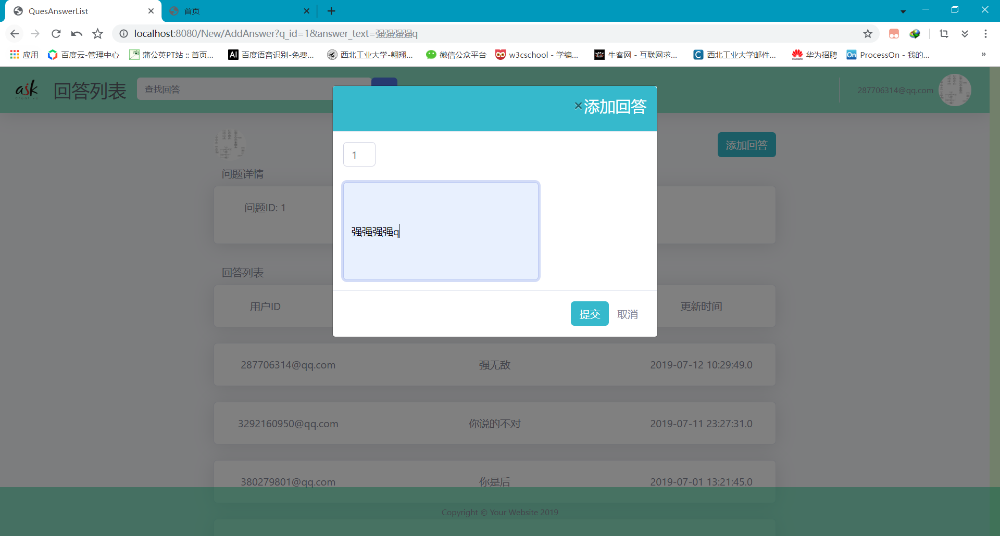 QuesAnswerList
首页
localhost:8080/New/AddAnswer?q_id=1&answer_text=强强强强q
应用
百度云-管理中心
蒲公英PT站 :: 首页...
AI 百度语音识别-免费...
西北工业大学-翱翔...
微信公众平台
w3cschool - 学编...
牛客网 - 互联网求...
C 西北工业大学邮件...
华为招聘
On ProcessOn - 我的...
»
ask
回答列表
查找回答
287706314@qq.com
×添加回答
添加回答
1
问题详情
问题ID: 1
强强强强q
回答列表
提交
取消
用户ID
更新时间
287706314@qq.com
强无敌
2019-07-12 10:29:49.0
3292160950@qq.com
你说的不对
2019-07-11 23:27:31.0
380279801@qq.com
你是后
2019-07-01 13:21:45.0
Copyright © Your Website 2019